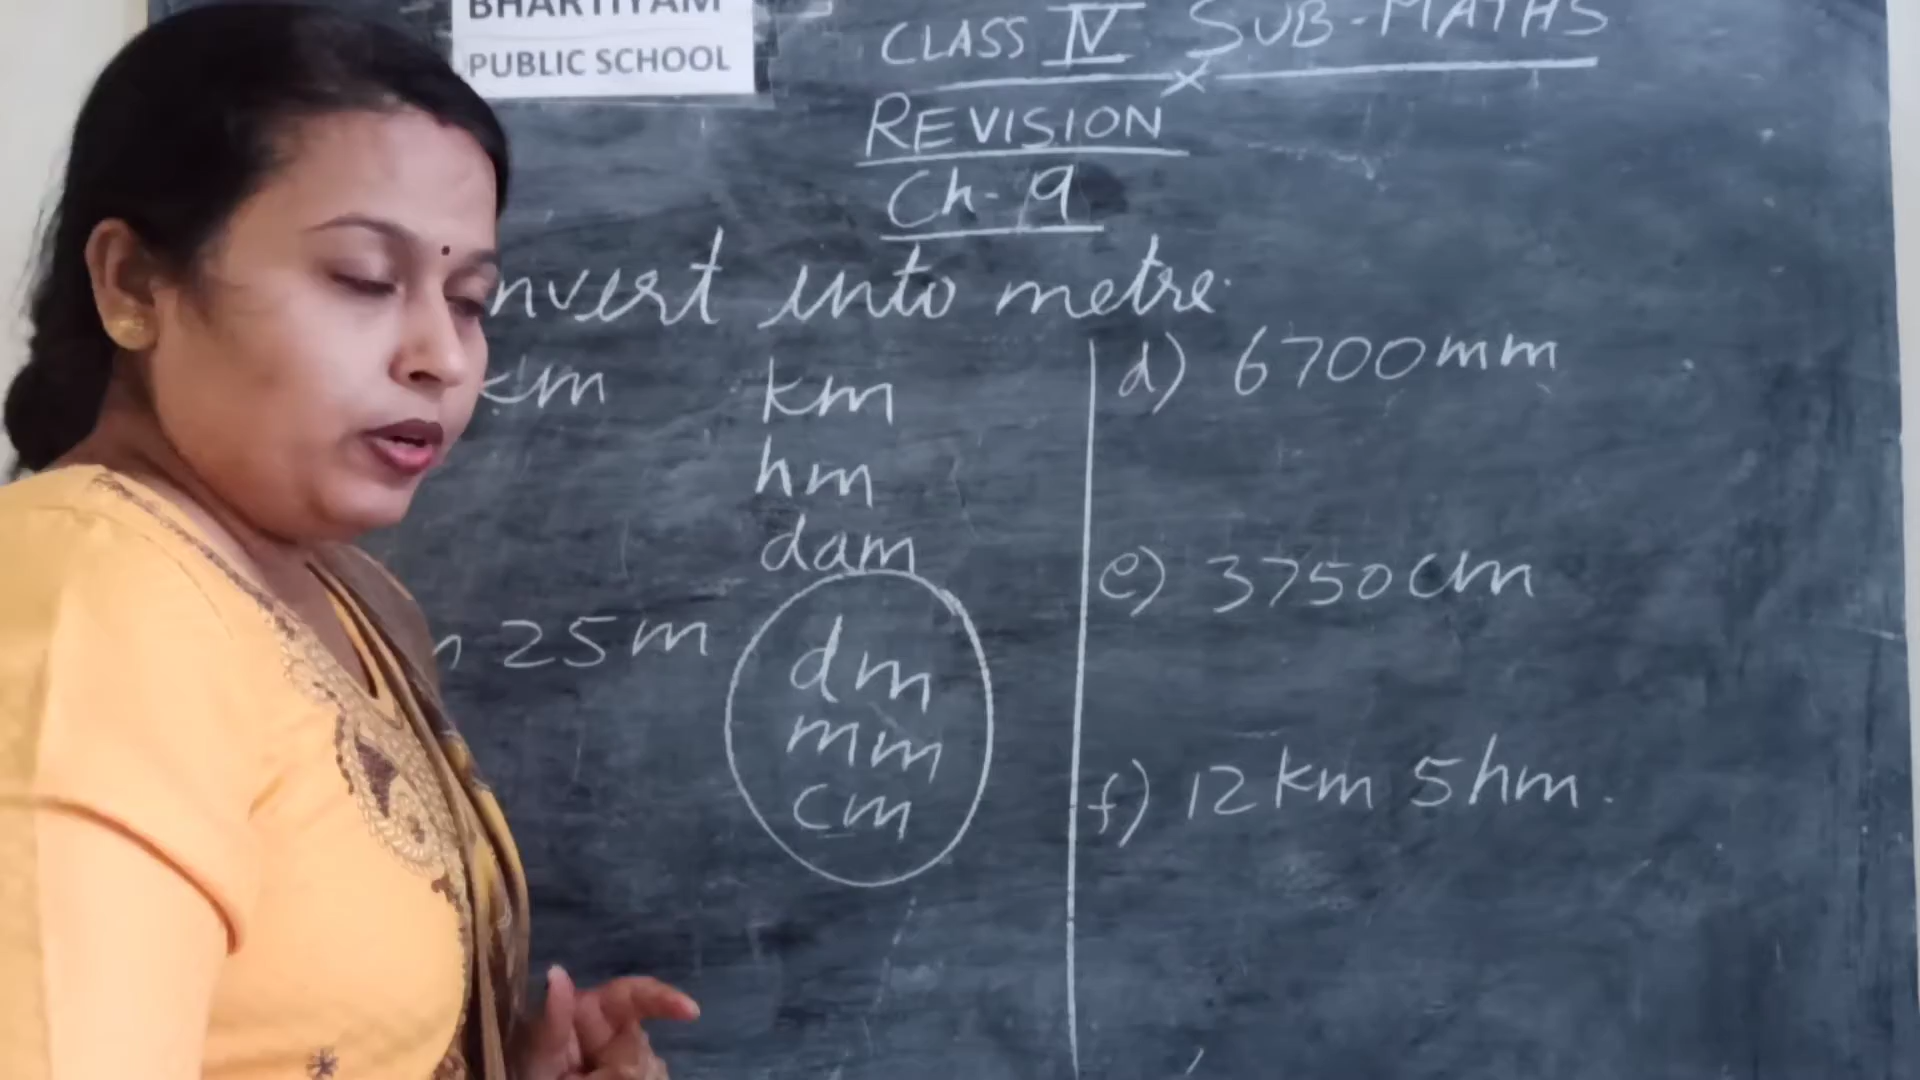 BHARTIYAM
PUBLIC SCHOOL
CLASS IV SUB-MATHS
REVISION
Ch-9
nvert into metre.
km
25m
km
hm
dam
dm
mm
cm
d) 6700mm
e) 3750cm
f) 12km 5hm.